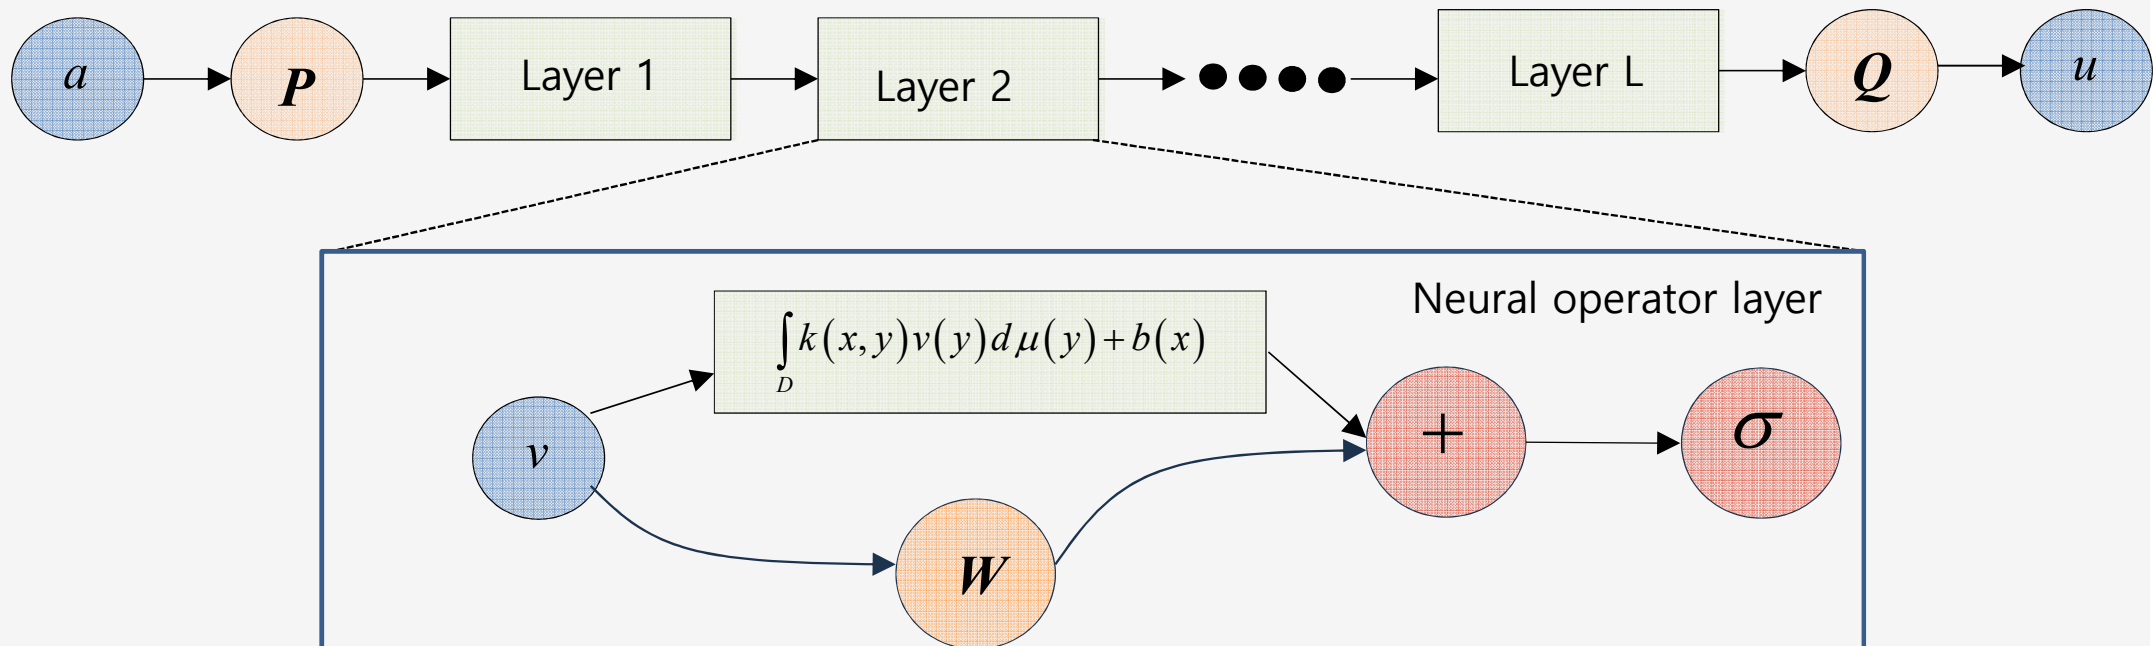 a P Layer 1 Layer 2 Layer L Q u
Neural operator layer
∫_D k(x,y)v(y)dμ(y)+b(x)
+ σ
v
W